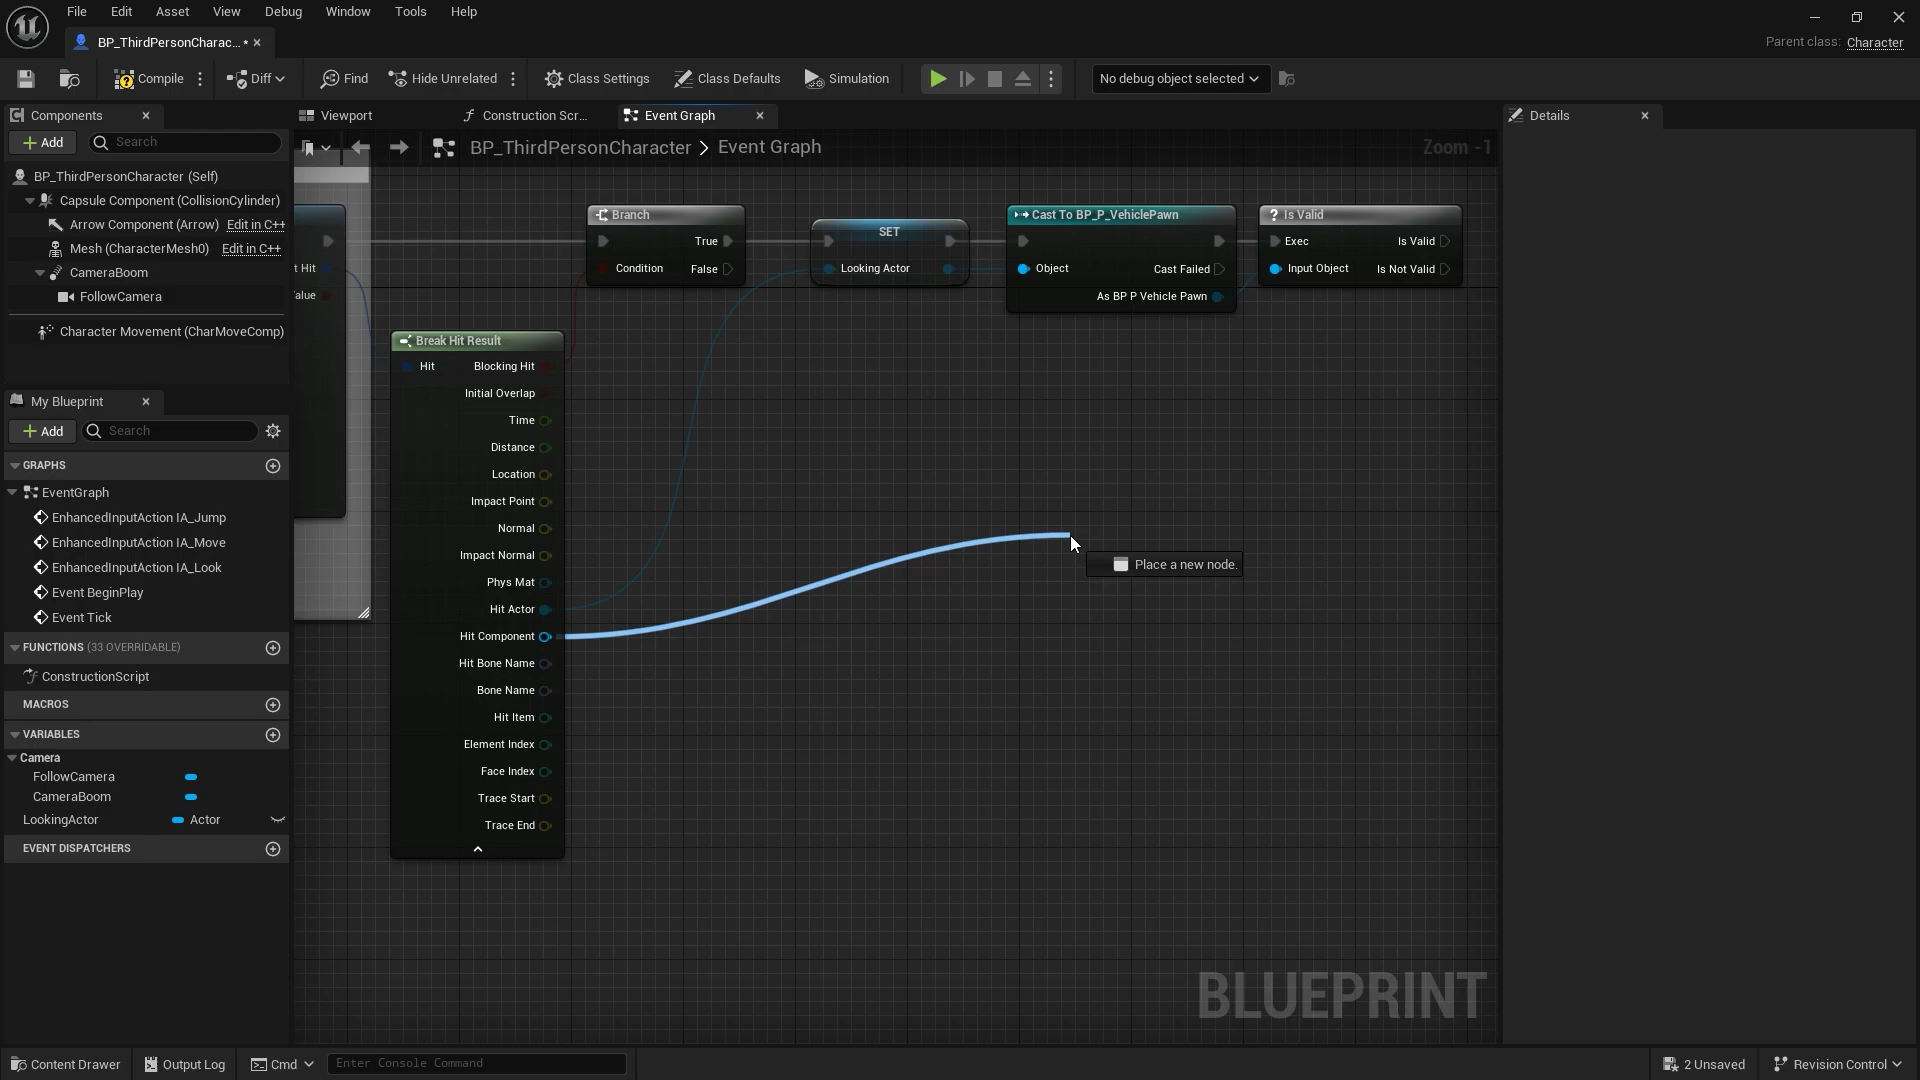 File Edit Asset View Debug Window Tools Help
BP_ThirdPersonCharac... *
Parent class: Character
Compile Diff Find Hide Unrelated Class Settings Class Defaults Simulation No debug object selected
Components Viewport Construction Scr... Event Graph Details
Add Search
BP_ThirdPersonCharacter > Event Graph Zoom -1
BP_ThirdPersonCharacter (Self)
Capsule Component (CollisionCylinder)
Arrow Component (Arrow) Edit in C++
Mesh (CharacterMesh0) Edit in C++
CameraBoom
FollowCamera
Character Movement (CharMoveComp)
My Blueprint
Add Search
GRAPHS
EventGraph
EnhancedInputAction IA_Jump
EnhancedInputAction IA_Move
EnhancedInputAction IA_Look
Event BeginPlay
Event Tick
FUNCTIONS (33 OVERRIDABLE)
ConstructionScript
MACROS
VARIABLES
Camera
FollowCamera
CameraBoom
LookingActor Actor
EVENT DISPATCHERS
t Hit
alue
Branch
True
Condition False
SET
Looking Actor
Cast To BP_P_VehiclePawn
Object Cast Failed
As BP P Vehicle Pawn
? Is Valid
Exec Is Valid
Input Object Is Not Valid
Break Hit Result
Hit Blocking Hit
Initial Overlap
Time
Distance
Location
Impact Point
Normal
Impact Normal
Phys Mat
Hit Actor
Hit Component
Hit Bone Name
Bone Name
Hit Item
Element Index
Face Index
Trace Start
Trace End
Place a new node.
BLUEPRINT
Content Drawer Output Log Cmd Enter Console Command 2 Unsaved Revision Control